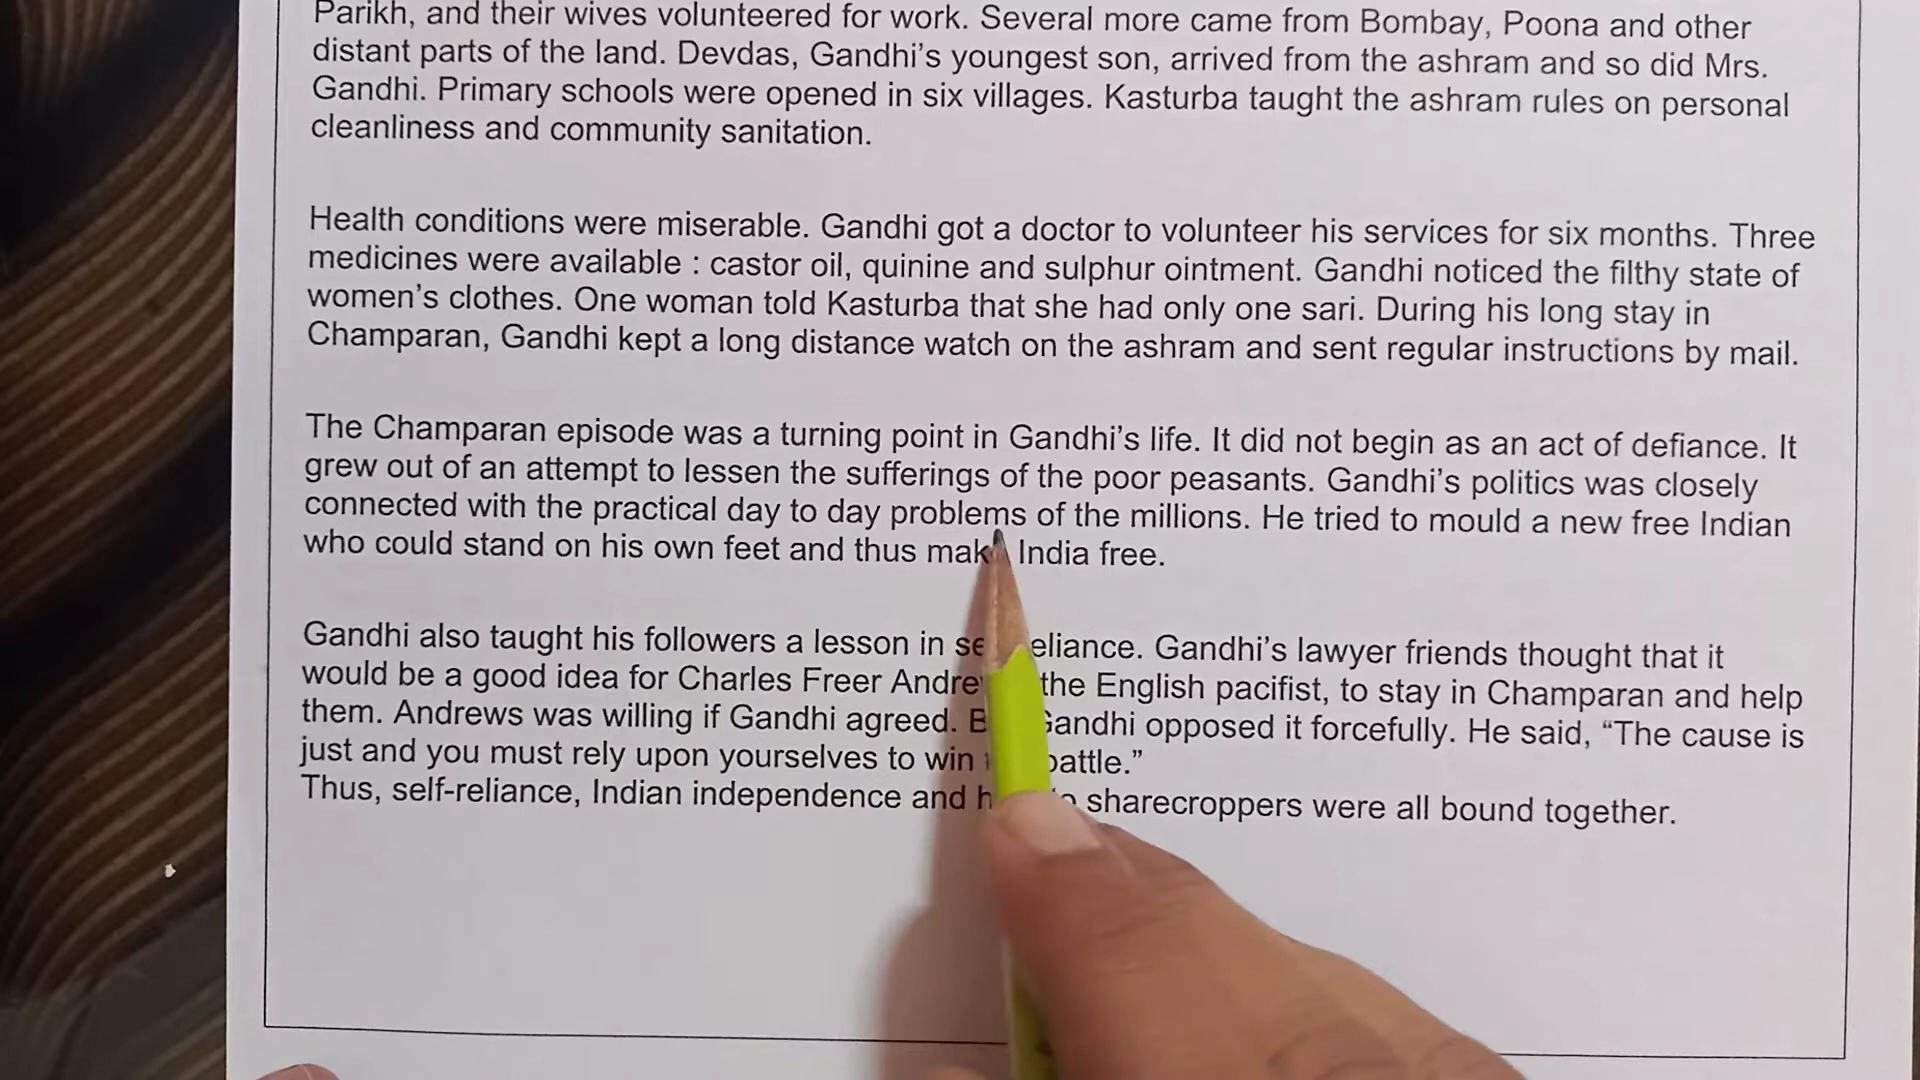 Parikh, and their wives volunteered for work. Several more came from Bombay, Poona and other
distant parts of the land. Devdas, Gandhi's youngest son, arrived from the ashram and so did Mrs.
Gandhi. Primary schools were opened in six villages. Kasturba taught the ashram rules on personal
cleanliness and community sanitation.
Health conditions were miserable. Gandhi got a doctor to volunteer his services for six months. Three
medicines were available : castor oil, quinine and sulphur ointment. Gandhi noticed the filthy state of
women's clothes. One woman told Kasturba that she had only one sari. During his long stay in
Champaran, Gandhi kept a long distance watch on the ashram and sent regular instructions by mail.
The Champaran episode was a turning point in Gandhi's life. It did not begin as an act of defiance. It
grew out of an attempt to lessen the sufferings of the poor peasants. Gandhi's politics was closely
connected with the practical day to day problems of the millions. He tried to mould a new free Indian
who could stand on his own feet and thus make India free.
Gandhi also taught his followers a lesson in eliance. Gandhi's lawyer friends thought that it
would be a good idea for Charles Freer Andre the English pacifist, to stay in Champaran and help
them. Andrews was willing if Gandhi agreed. Gandhi opposed it forcefully. He said, “The cause is
just and you must rely upon yourselves to win battle.”
Thus, self-reliance, Indian independence and sharecroppers were all bound together.